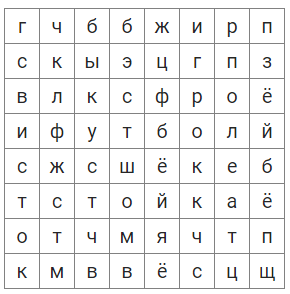 г ч б б ж и р п
с к ы э ц г п з
в л к с ф р о ё
и ф у т б о л й
с ж с ш ё к е б
т с т о й к а ё
о т ч м я ч т п
к м в в ё с ц щ